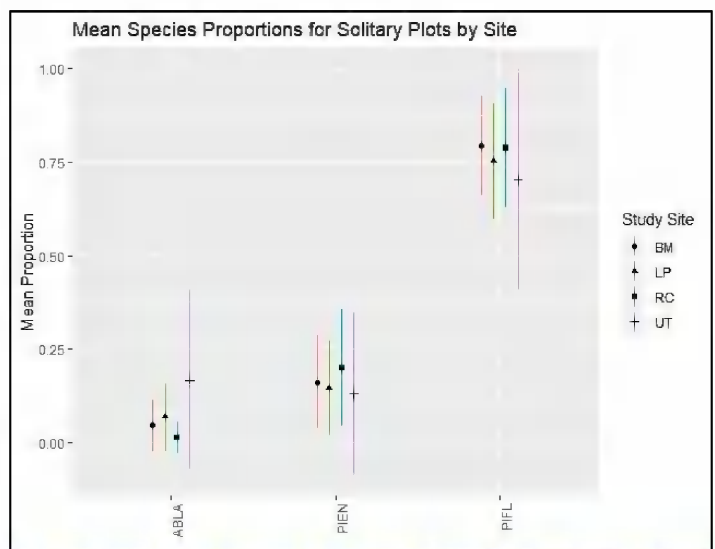 Mean Species Proportions for Solitary Plots by Site
1.00
0.75
0.50
0.25
0.00
Mean Proportion
ABLA
PIEN
PIFL
Study Site
BM
LP
RC
UT